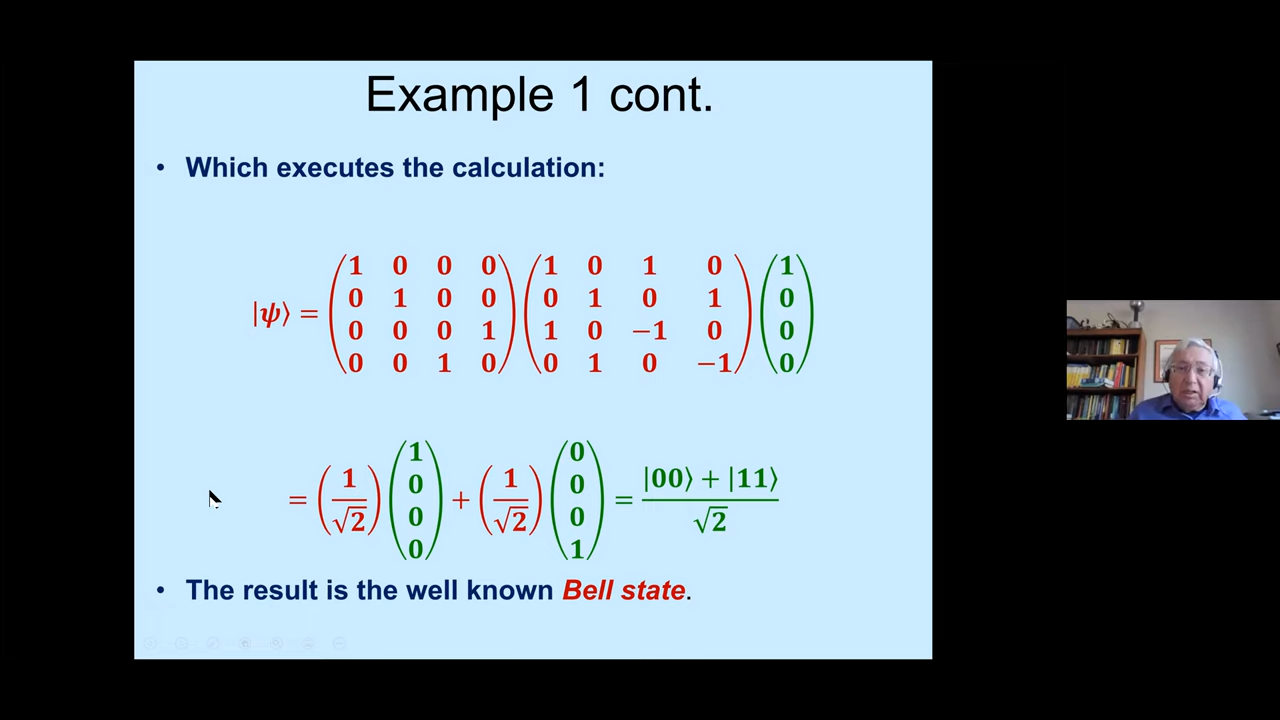 Example 1 cont.
• Which executes the calculation:
|ψ⟩ = (1 0 0 0; 0 1 0 0; 0 0 0 1; 0 0 1 0) (1 0 1 0; 0 1 0 1; 1 0 −1 0; 0 1 0 −1) (1; 0; 0; 0)
= (1/√2) (1; 0; 0; 0) + (1/√2) (0; 0; 0; 1) = (|00⟩ + |11⟩)/√2
• The result is the well known Bell state.